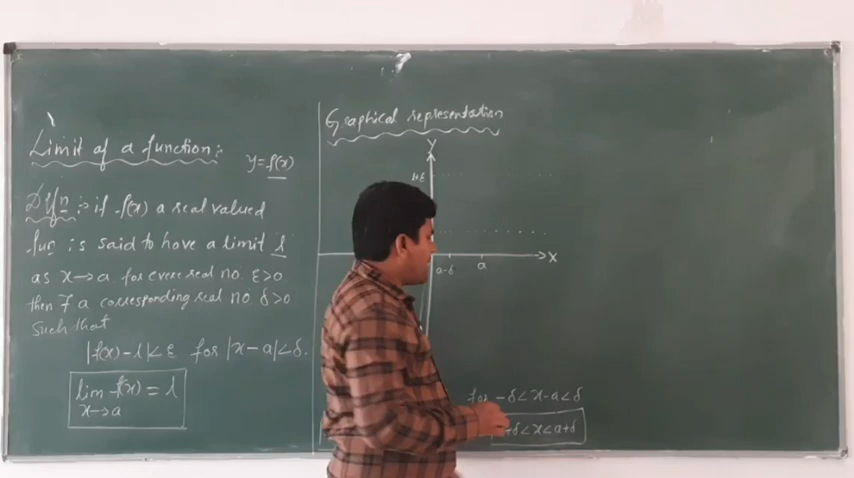 Limit of a function:-
y = f(x)
Dfn :- if f(x) a real valued
fun is said to have a limit l
as x→a for every real no. ε>0
then ∃ a corresponding real no. δ>0
Such that
|f(x) - l| < ε for |x - a| < δ.
lim f(x) = l
x→a
Graphical representation
Y
l+ε
X
a-δ a
for -δ < x-a < δ
+δ < x < a+δ